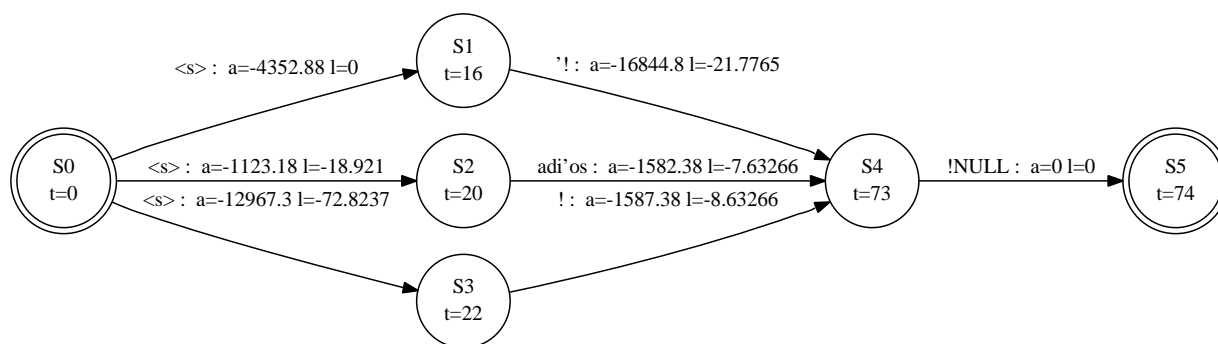 S1
t=16
<s> :  a=-4352.88 l=0
’! :  a=-16844.8 l=-21.7765
S0
t=0
<s> :  a=-1123.18 l=-18.921
S2
t=20
adi’os :  a=-1582.38 l=-7.63266
S4
t=73
!NULL :  a=0 l=0
S5
t=74
<s> :  a=-12967.3 l=-72.8237
! :  a=-1587.38 l=-8.63266
S3
t=22